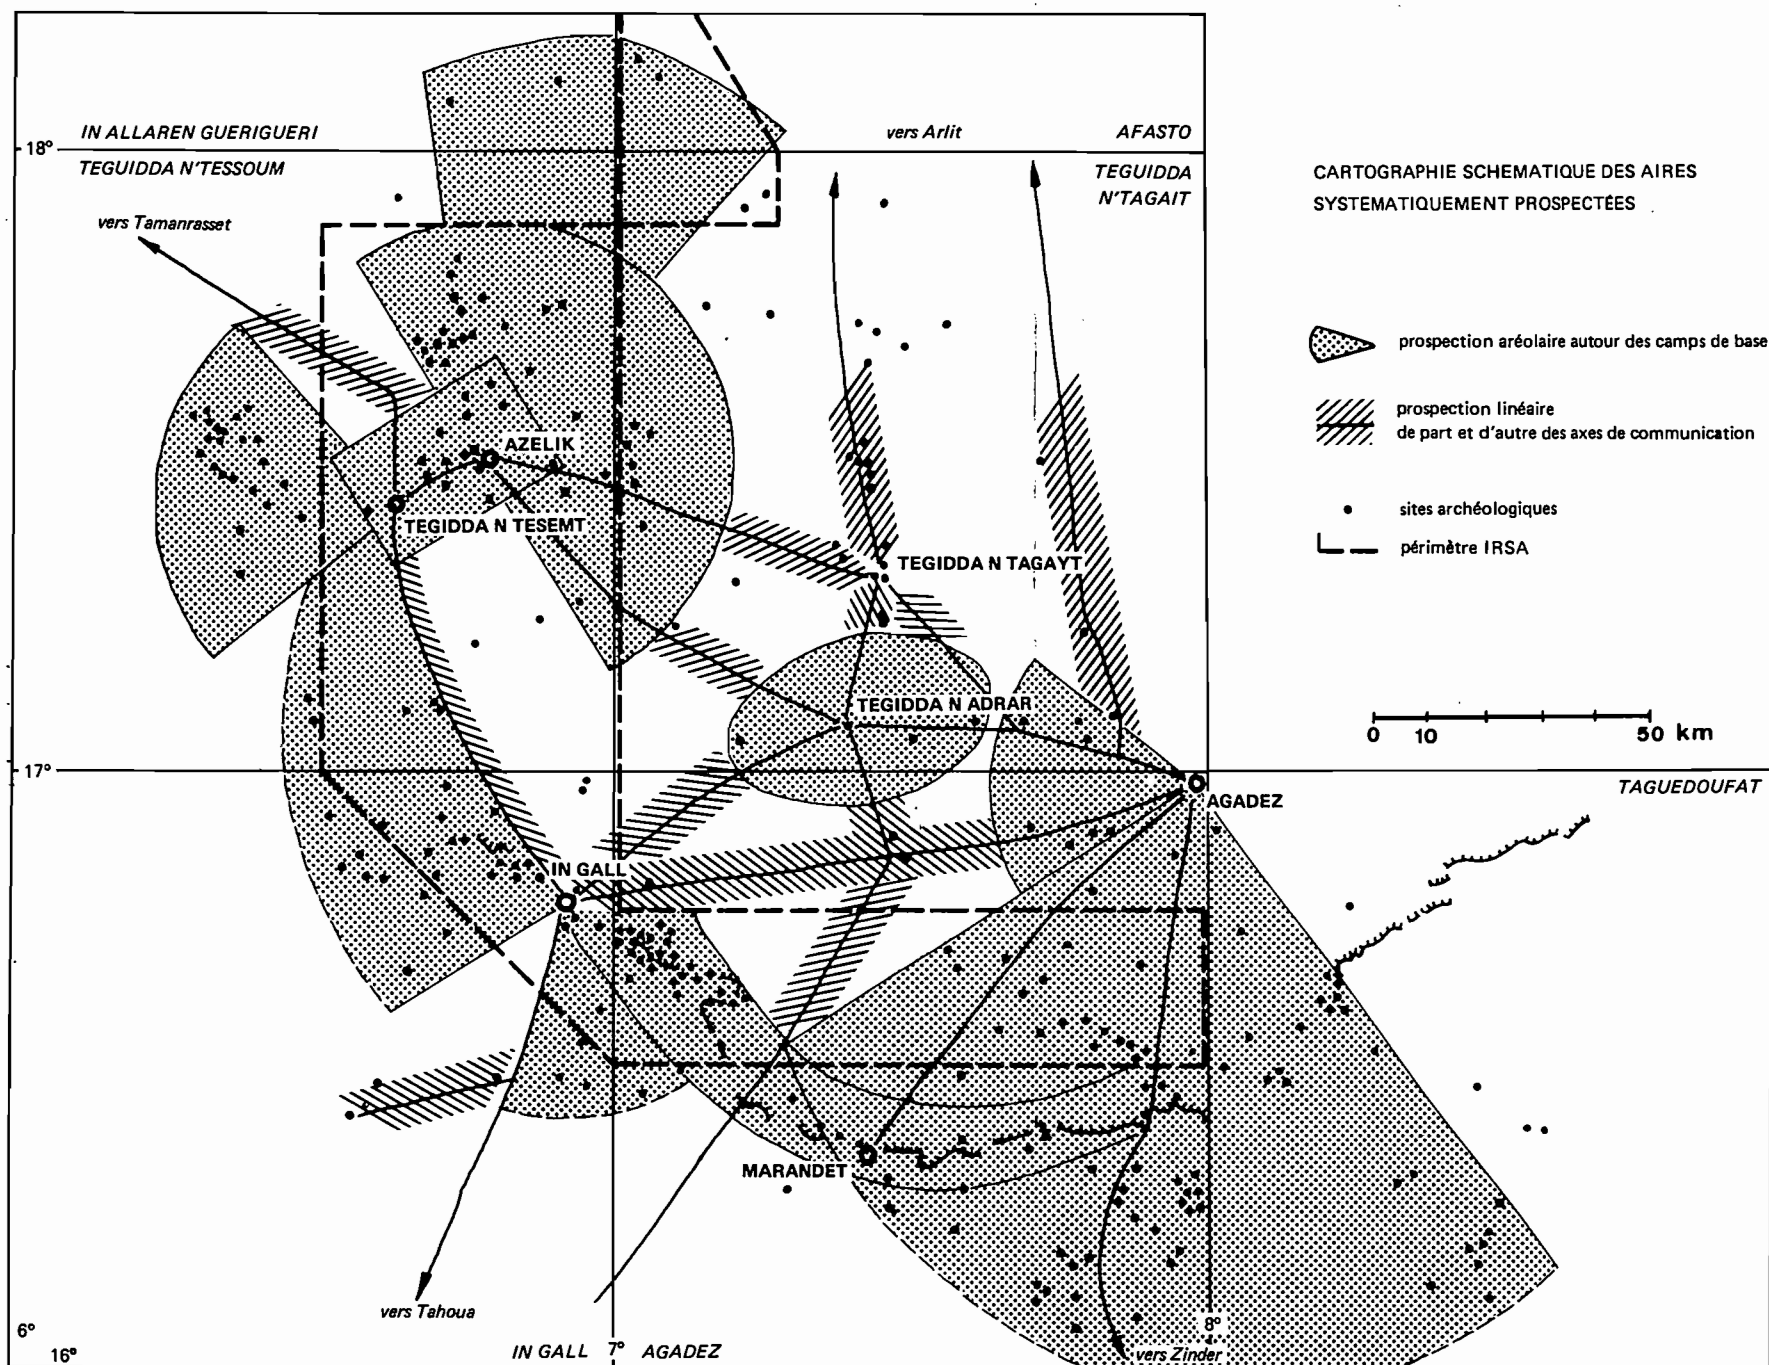 IN ALLAREN GUERIGUERI
vers Arlit
AFASTO
18°
TEGUIDDA N'TESSOUM
TEGUIDDA
N'TAGAIT
CARTOGRAPHIE SCHEMATIQUE DES AIRES
SYSTEMATIQUEMENT PROSPECTÉES
vers Tamanrasset
prospection aréolaire autour des camps de base
prospection linéaire
de part et d'autre des axes de communication
AZELIK
sites archéologiques
TEGIDDA N TESEMT
périmètre IRSA
TEGIDDA N TAGAYT
TEGIDDA N ADRAR
0 10 50 km
17°
TAGUEDOUFAT
AGADEZ
IN GALL
MARANDET
vers Tahoua
6°
16°
IN GALL 7° AGADEZ
8°
vers Zinder